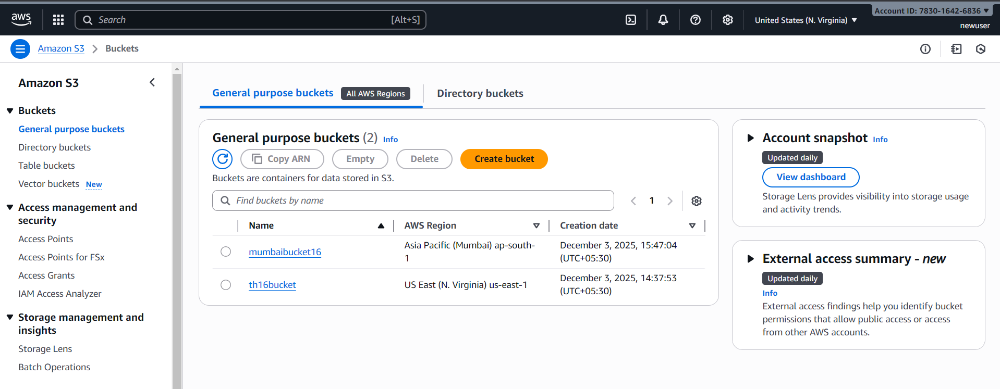 aws
Search [Alt+S]
United States (N. Virginia)
Account ID: 7830-1642-6836
newuser
Amazon S3 > Buckets
Amazon S3
Buckets
General purpose buckets
Directory buckets
Table buckets
Vector buckets New
Access management and
security
Access Points
Access Points for FSx
Access Grants
IAM Access Analyzer
Storage management and
insights
Storage Lens
Batch Operations
General purpose buckets All AWS Regions Directory buckets
General purpose buckets (2) Info
Copy ARN Empty Delete Create bucket
Buckets are containers for data stored in S3.
Find buckets by name
1
Name AWS Region Creation date
mumbaibucket16 Asia Pacific (Mumbai) ap-south-
1 December 3, 2025, 15:47:04
(UTC+05:30)
th16bucket US East (N. Virginia) us-east-1 December 3, 2025, 14:37:53
(UTC+05:30)
Account snapshot Info
Updated daily
View dashboard
Storage Lens provides visibility into storage usage
and activity trends.
External access summary - new
Updated daily
Info
External access findings help you identify bucket
permissions that allow public access or access
from other AWS accounts.